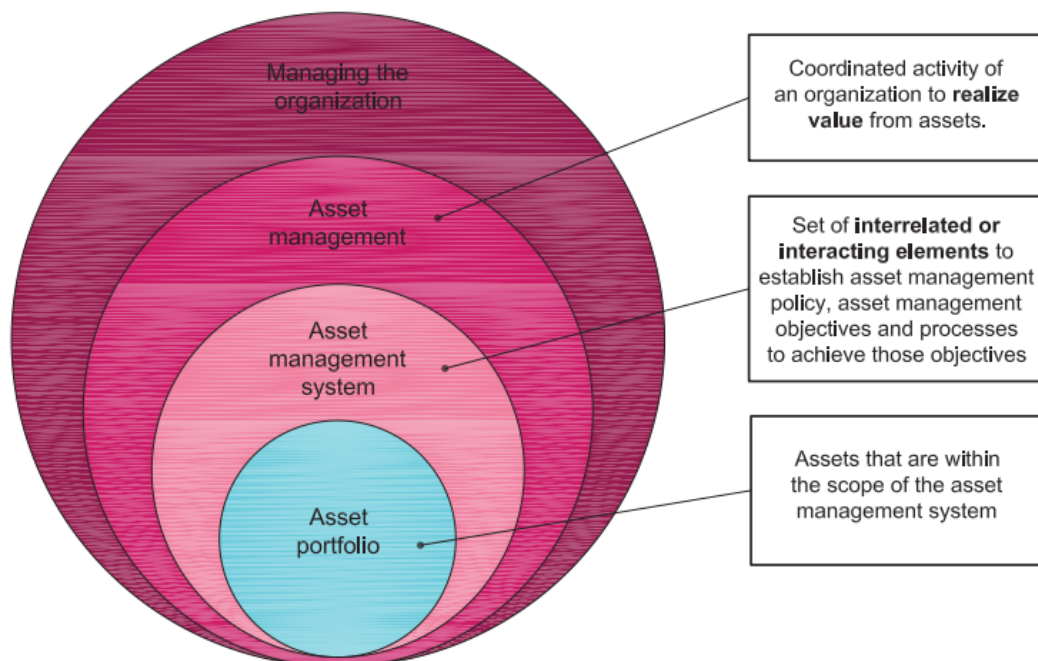 Managing the
organization
Asset
management
Asset
management
system
Asset
portfolio
Coordinated activity of
an organization to realize
value from assets.
Set of interrelated or
interacting elements to
establish asset management
policy, asset management
objectives and processes
to achieve those objectives
Assets that are within
the scope of the asset
management system